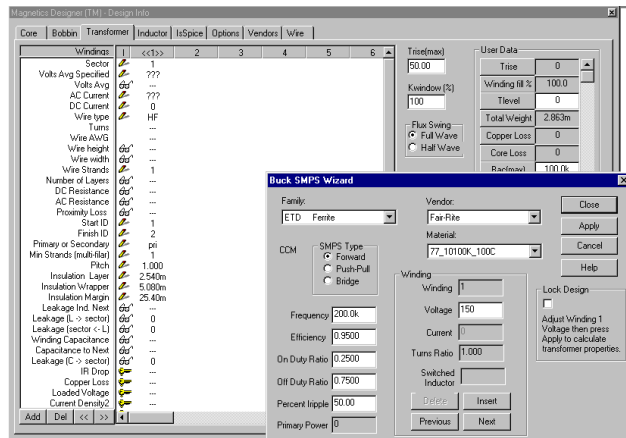 Magnetics Designer (TM) - Design Info
Core Bobbin Transformer Inductor IsSpice Options Vendors Wire
Windings I <<1>> 2 3 4 5 6
Sector 1
Volts Avg Specified ???
Volts Avg ---
AC Current ???
DC Current 0
Wire type HF
Turns ---
Wire AWG ---
Wire height ---
Wire width ---
Wire Strands 1
Number of Layers ---
DC Resistance ---
AC Resistance ---
Proximity Loss ---
Start ID 1
Finish ID 2
Primary or Secondary pri
Min Strands (multi-filar) 1
Pitch 1.000
Insulation Layer 2.540m
Insulation Wrapper 5.080m
Insulation Margin 25.40m
Leakage Ind. Next ---
Leakage (L -> sector) 0
Leakage (sector <- L) 0
Winding Capacitance ---
Capacitance to Next ---
Leakage (C -> sector) 0
IR Drop ---
Copper Loss ---
Loaded Voltage ---
Current Density2 ---
Add Del << >>
Trise(max)
50.00
Kwindow (%)
100
Flux Swing
Full Wave
Half Wave
User Data
Trise 0
Winding fill % 100.0
Tlevel 0
Total Weight 2.863m
Copper Loss 0
Core Loss 0
Rac(max) 100.0k
Buck SMPS Wizard
Family:
ETD Ferrite
Vendor:
Fair-Rite
Material:
77_10100K_100C
CCM
SMPS Type
Forward
Push-Pull
Bridge
Frequency 200.0k
Efficiency 0.9500
On Duty Ratio 0.2500
Off Duty Ratio 0.7500
Percent Iripple 50.00
Primary Power 0
Winding
Winding 1
Voltage 150
Current 0
Turns Ratio 1.000
Switched
Inductor
Delete Insert
Previous Next
Close
Apply
Cancel
Help
Lock Design
Adjust Winding 1
Voltage then press
Apply to calculate
transformer properties.